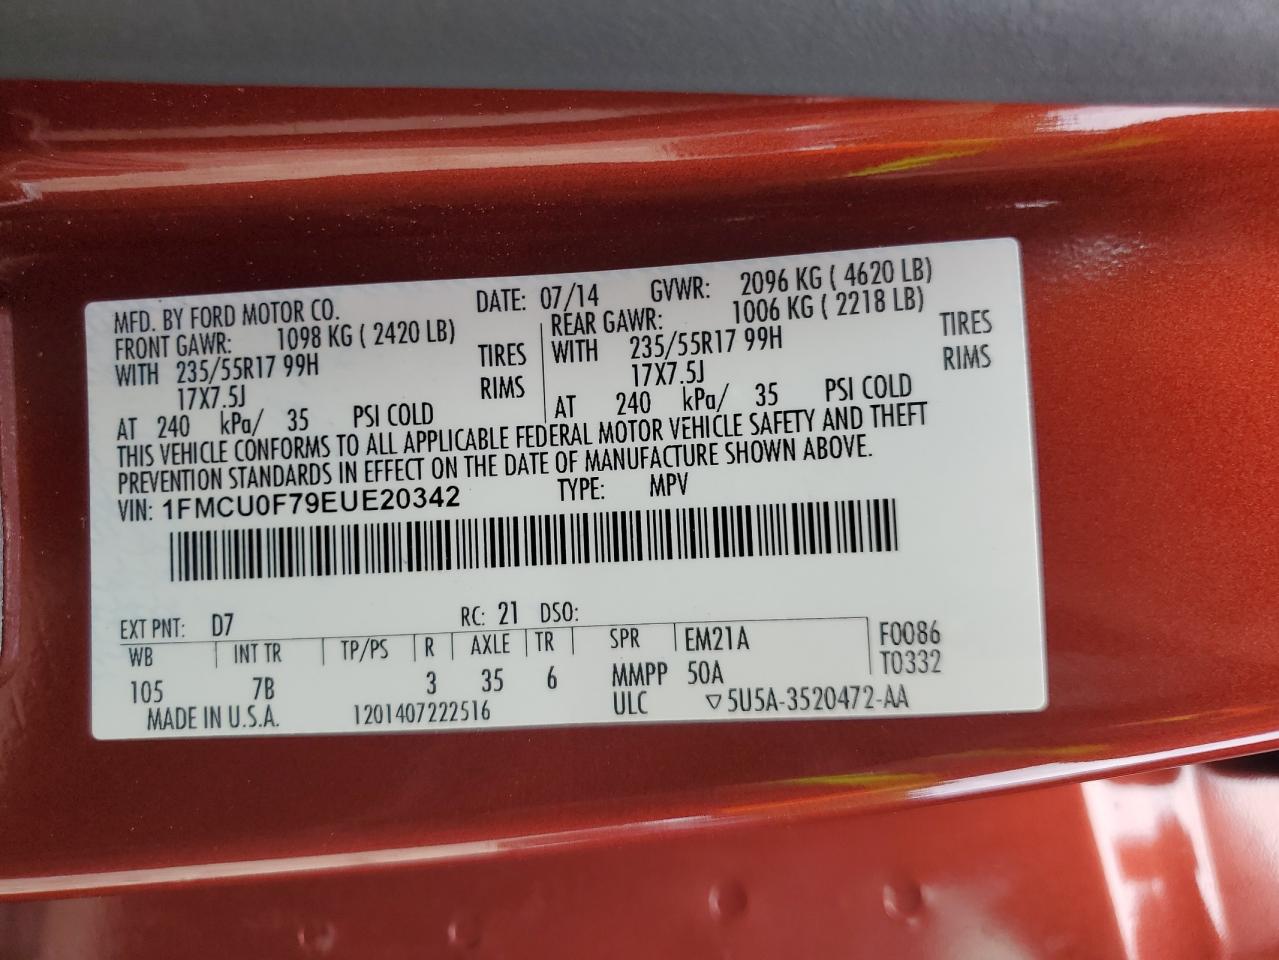 MFD. BY FORD MOTOR CO. DATE: 07/14 GVWR: 2096 KG ( 4620 LB)
FRONT GAWR: 1098 KG ( 2420 LB) REAR GAWR: 1006 KG ( 2218 LB)
WITH 235/55R17 99H TIRES WITH 235/55R17 99H TIRES
17X7.5J RIMS 17X7.5J RIMS
AT 240 kPa/ 35 PSI COLD AT 240 kPa/ 35 PSI COLD
THIS VEHICLE CONFORMS TO ALL APPLICABLE FEDERAL MOTOR VEHICLE SAFETY AND THEFT
PREVENTION STANDARDS IN EFFECT ON THE DATE OF MANUFACTURE SHOWN ABOVE.
VIN: 1FMCU0F79EUE20342 TYPE: MPV
EXT PNT: D7 RC: 21 DSO:
WB INT TR TP/PS R AXLE TR SPR EM21A F0086
105 7B 3 35 6 MMPP 50A T0332
MADE IN U.S.A. 1201407222516 ULC ▽5U5A-3520472-AA